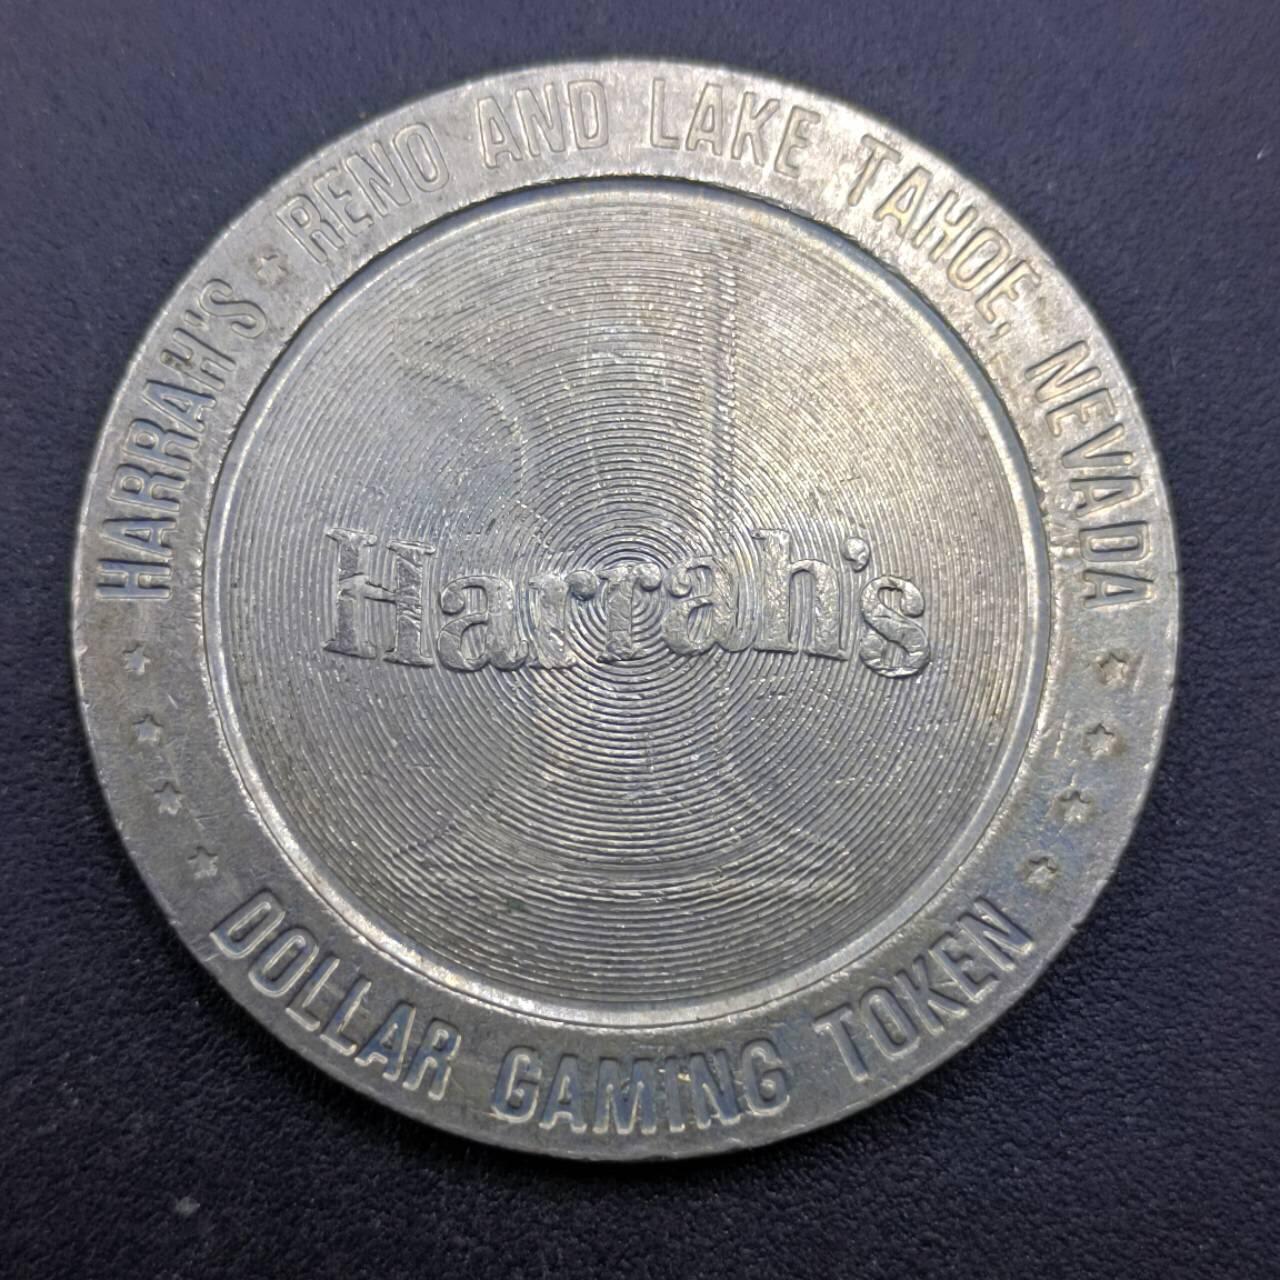 HARRAH'S ★ RENO AND LAKE TAHOE, NEVADA
Harrah's
DOLLAR GAMING TOKEN